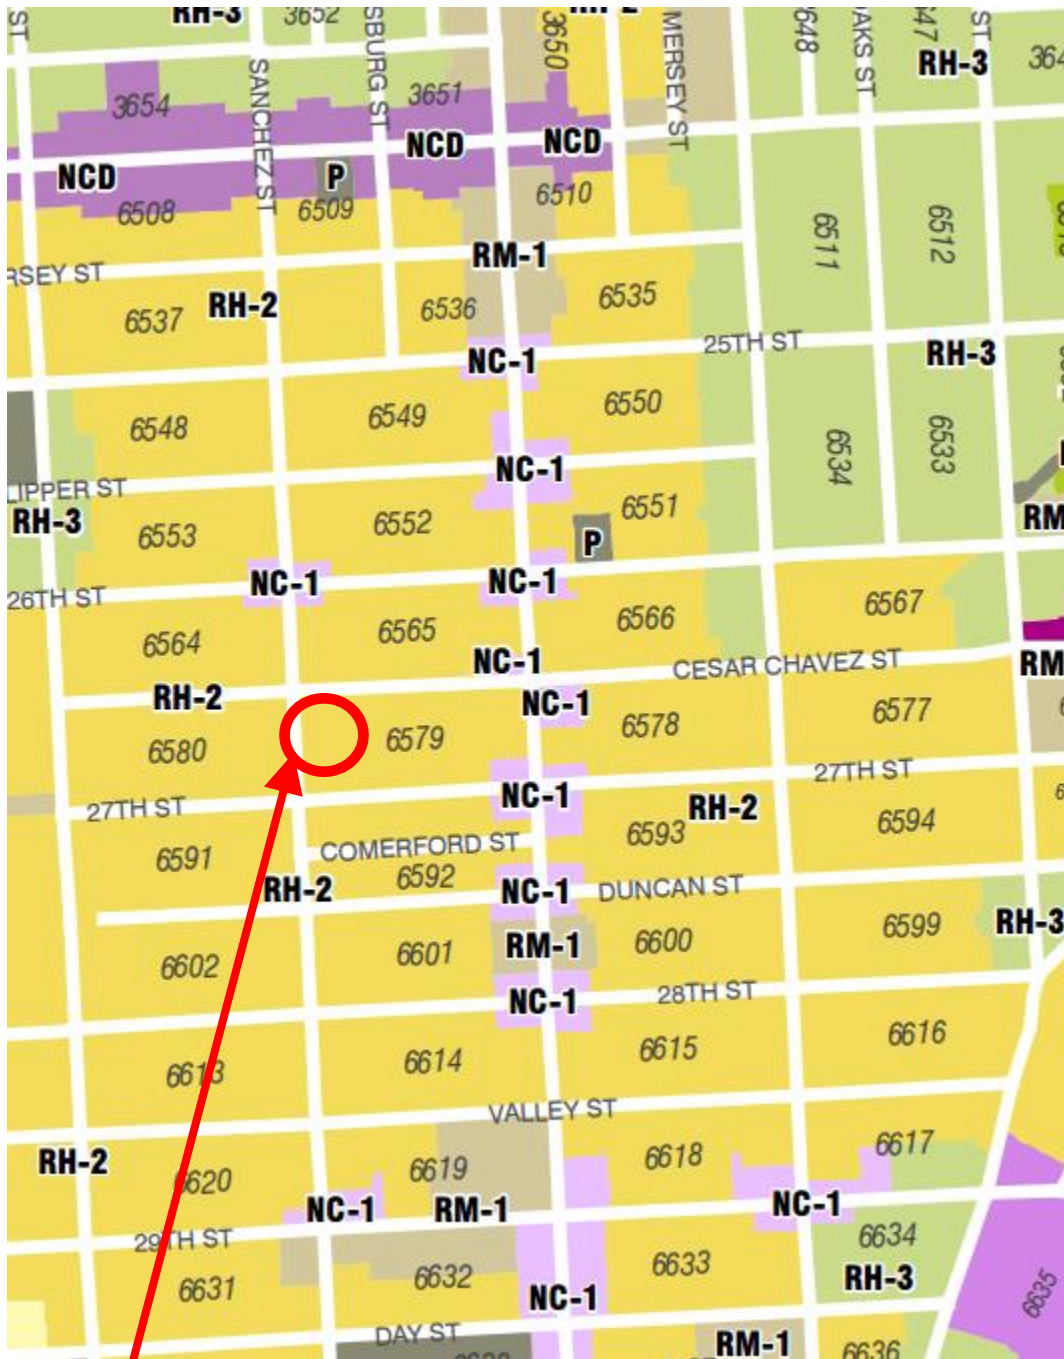 RH-3
3652
3650
RH-2
3648
ST
SANCHEZ ST
MERSEY ST
OAKS ST
ST
RH-3
3654
3651
NCD
NCD
NCD
P
6508
6509
6510
6511
6512
RM-1
RSEY ST
RH-2
6537
6536
6535
25TH ST
RH-3
NC-1
6548
6549
6550
6534
6533
NC-1
LIPPER ST
RH-3
6553
6552
6551
P
RM
NC-1
NC-1
26TH ST
6564
6565
6566
6567
NC-1
CESAR CHAVEZ ST
RM
RH-2
NC-1
6580
6579
6578
6577
27TH ST
NC-1
27TH ST
RH-2
6591
COMERFORD ST
6593
6594
RH-2
6592
NC-1
DUNCAN ST
6602
6601
RM-1
6600
6599
RH-3
NC-1
28TH ST
6613
6614
6615
6616
VALLEY ST
RH-2
6620
6619
6618
6617
NC-1
RM-1
NC-1
29TH ST
6634
6631
6632
6633
RH-3
6635
NC-1
DAY ST
RM-1
6636